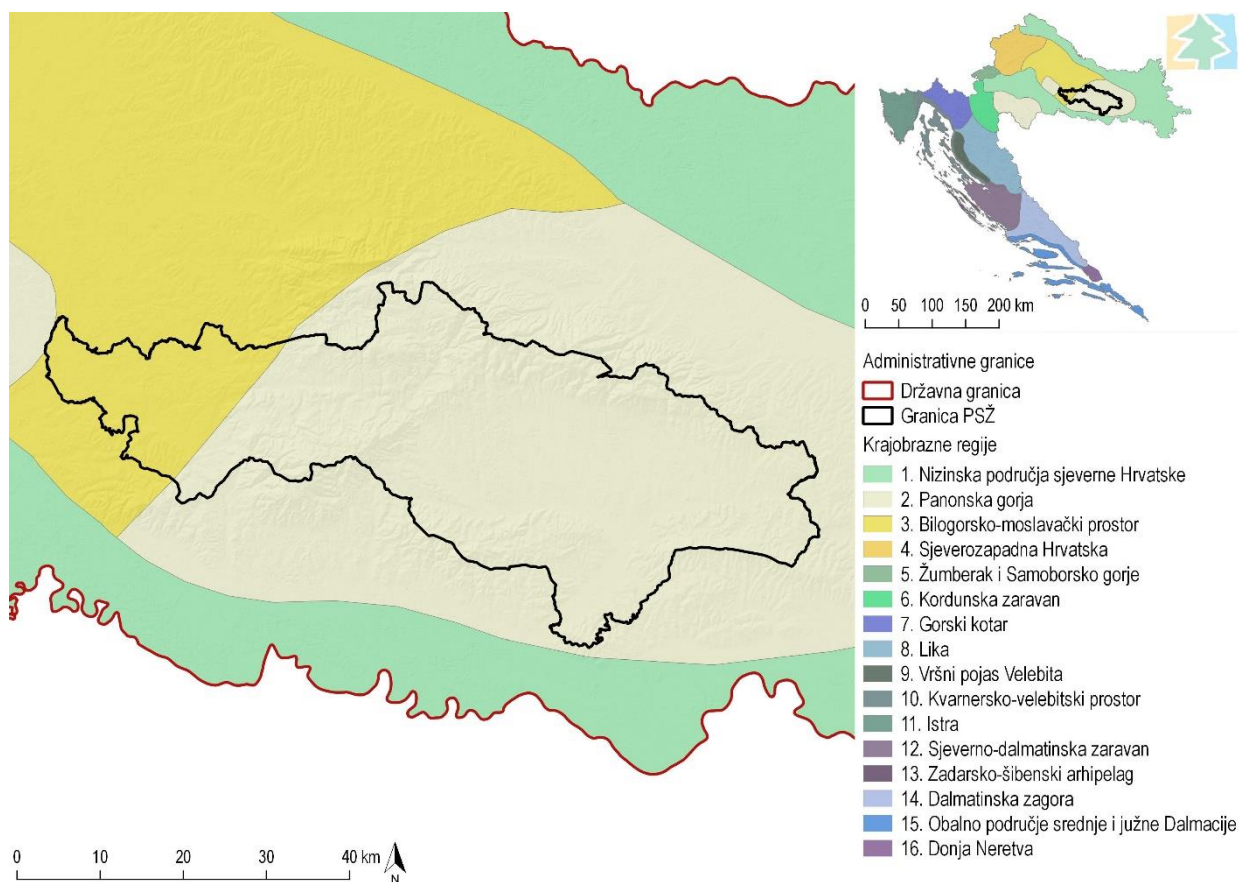 0 50 100 150 200 km
Administrativne granice
Državna granica
Granica PSŽ
Krajobrazne regije
1. Nizinska područja sjeverne Hrvatske
2. Panonska gorja
3. Bilogorsko-moslavački prostor
4. Sjeverozapadna Hrvatska
5. Žumberak i Samoborsko gorje
6. Kordunska zaravan
7. Gorski kotar
8. Lika
9. Vršni pojas Velebita
10. Kvarnersko-velebitski prostor
11. Istra
12. Sjeverno-dalmatinska zaravan
13. Zadarsko-šibenski arhipelag
14. Dalmatinska zagora
15. Obalno područje srednje i južne Dalmacije
16. Donja Neretva
0 10 20 30 40 km
N